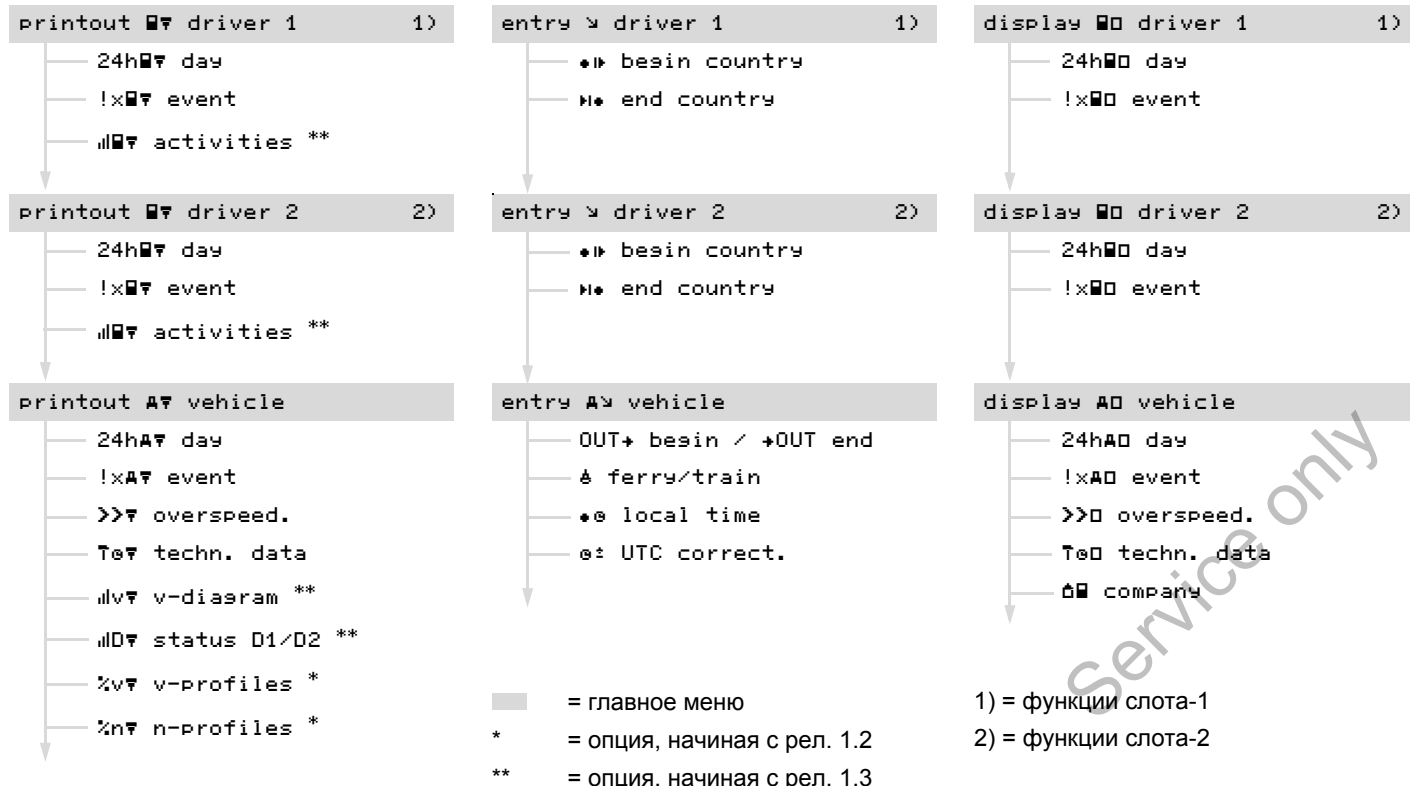 printout ▼ driver 1 1)
24h▼ day
!x▼ event
▼ activities **
printout ▼ driver 2 2)
24h▼ day
!x▼ event
▼ activities **
printout A▼ vehicle
24hA▼ day
!xA▼ event
>>▼ overspeed.
T▼ techn. data
v▼ v-diagram **
D▼ status D1/D2 **
%v▼ v-profiles *
%n▼ n-profiles *
entry ↘ driver 1 1)
begin country
end country
entry ↘ driver 2 2)
begin country
end country
entry A↘ vehicle
OUT→ begin / →OUT end
ferry/train
local time
UTC correct.
display driver 1 1)
24h day
!x event
display driver 2 2)
24h day
!x event
display A vehicle
24hA day
!xA event
>> overspeed.
T techn. data
company
= главное меню
* = опция, начиная с рел. 1.2
** = опция, начиная с рел. 1.3
1) = функции слота-1
2) = функции слота-2
Service only